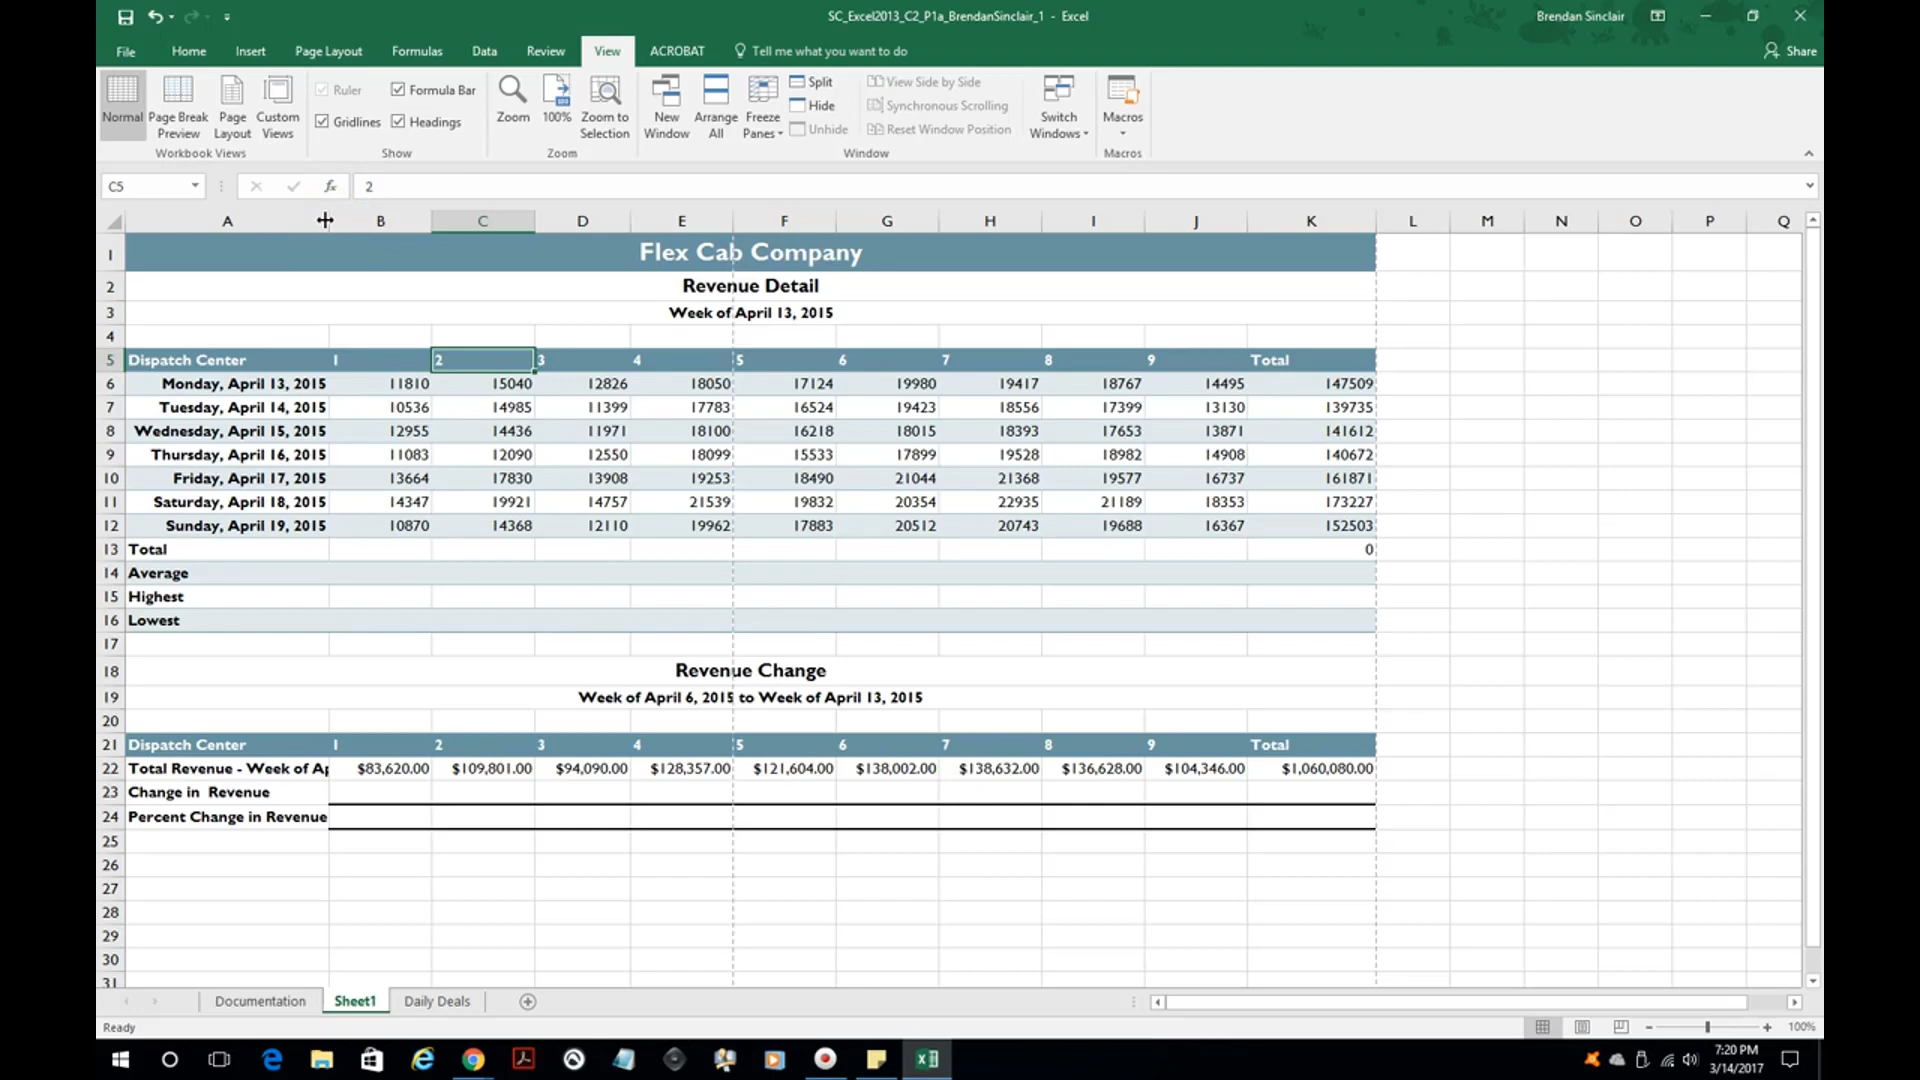 SC_Excel2013_C2_P1a_BrendanSinclair_1 - Excel
Brendan Sinclair
File Home Insert Page Layout Formulas Data Review View ACROBAT Tell me what you want to do Share
Normal Page Break Preview Page Layout Custom Views
Workbook Views
Ruler Formula Bar
Gridlines Headings
Show
Zoom 100% Zoom to Selection
Zoom
New Window Arrange All Freeze Panes
Split View Side by Side
Hide Synchronous Scrolling
Unhide Reset Window Position
Switch Windows
Window
Macros
Macros
C5 fx 2
A B C D E F G H I J K L M N O P Q
1 Flex Cab Company
2 Revenue Detail
3 Week of April 13, 2015
4
5 Dispatch Center 1 2 3 4 5 6 7 8 9 Total
6 Monday, April 13, 2015 11810 15040 12826 18050 17124 19980 19417 18767 14495 147509
7 Tuesday, April 14, 2015 10536 14985 11399 17783 16524 19423 18556 17399 13130 139735
8 Wednesday, April 15, 2015 12955 14436 11971 18100 16218 18015 18393 17653 13871 141612
9 Thursday, April 16, 2015 11083 12090 12550 18099 15533 17899 19528 18982 14908 140672
10 Friday, April 17, 2015 13664 17830 13908 19253 18490 21044 21368 19577 16737 161871
11 Saturday, April 18, 2015 14347 19921 14757 21539 19832 20354 22935 21189 18353 173227
12 Sunday, April 19, 2015 10870 14368 12110 19962 17883 20512 20743 19688 16367 152503
13 Total 0
14 Average
15 Highest
16 Lowest
17
18 Revenue Change
19 Week of April 6, 2015 to Week of April 13, 2015
20
21 Dispatch Center 1 2 3 4 5 6 7 8 9 Total
22 Total Revenue - Week of Ap $83,620.00 $109,801.00 $94,090.00 $128,357.00 $121,604.00 $138,002.00 $138,632.00 $136,628.00 $104,346.00 $1,060,080.00
23 Change in Revenue
24 Percent Change in Revenue
25
26
27
28
29
30
31
Documentation Sheet1 Daily Deals
Ready 100%
7:20 PM
3/14/2017